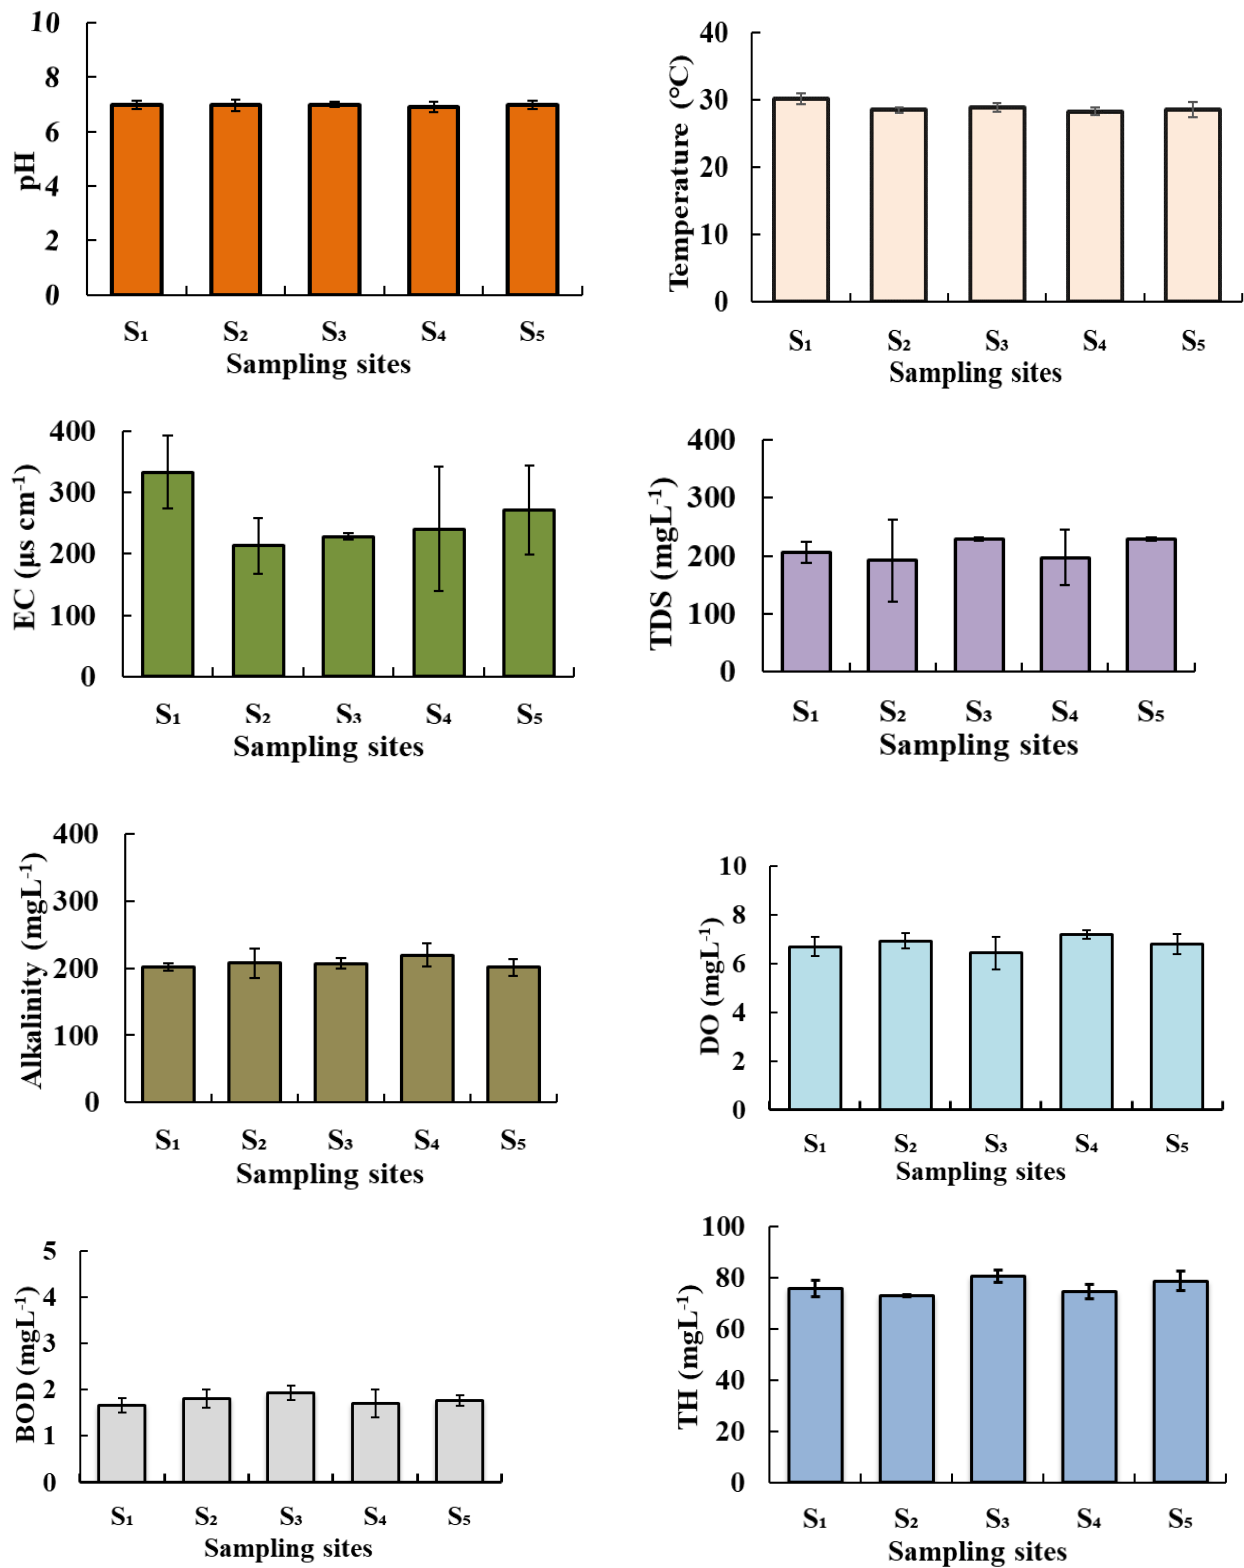 10
8
6
4
2
0
pH
S₁ S₂ S₃ S₄ S₅
Sampling sites
40
30
20
10
0
Temperature (°C)
S₁ S₂ S₃ S₄ S₅
Sampling sites
400
300
200
100
0
EC (µs cm⁻¹)
S₁ S₂ S₃ S₄ S₅
Sampling sites
400
300
200
100
0
TDS (mgL⁻¹)
S₁ S₂ S₃ S₄ S₅
Sampling sites
400
300
200
100
0
Alkalinity (mgL⁻¹)
S₁ S₂ S₃ S₄ S₅
Sampling sites
10
8
6
4
2
0
DO (mgL⁻¹)
S₁ S₂ S₃ S₄ S₅
Sampling sites
5
4
3
2
1
0
BOD (mgL⁻¹)
S₁ S₂ S₃ S₄ S₅
Sampling sites
100
80
60
40
20
0
TH (mgL⁻¹)
S₁ S₂ S₃ S₄ S₅
Sampling sites